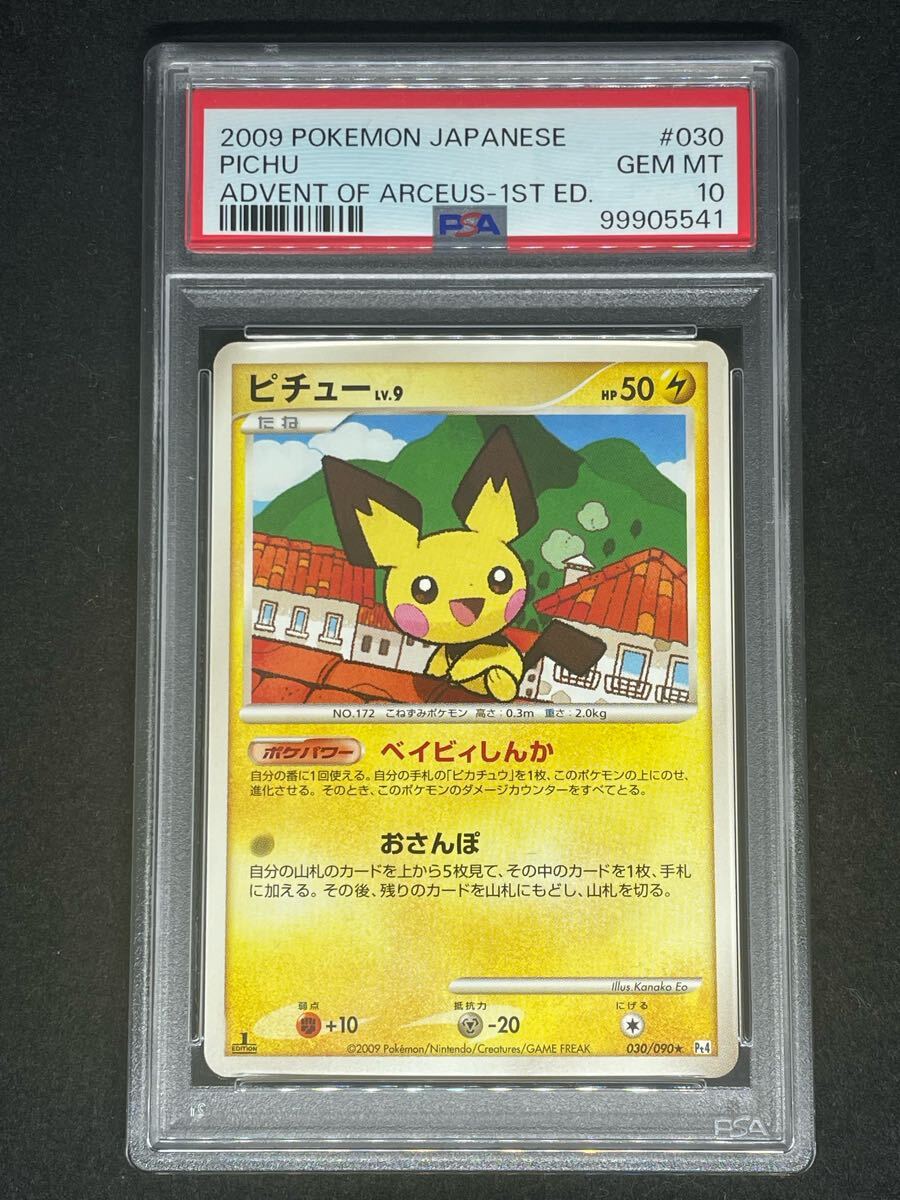 2009 POKEMON JAPANESE #030
PICHU GEM MT
ADVENT OF ARCEUS-1ST ED. 10
PSA 99905541
ピチュー LV.9 HP 50
たね
NO.172 こねずみポケモン 高さ:0.3m 重さ:2.0kg
ポケパワー ベイビィしんか
自分の番に1回使える。自分の手札の「ピカチュウ」を1枚、このポケモンの上にのせ、
進化させる。そのとき、このポケモンのダメージカウンターをすべてとる。
おさんぽ
自分の山札のカードを上から5枚見て、その中のカードを1枚、手札
に加える。その後、残りのカードを山札にもどし、山札を切る。
Illus.Kanako Eo
弱点 抵抗力 にげる
+10 -20
1 EDITION ©2009 Pokémon/Nintendo/Creatures/GAME FREAK 030/090★ Pt4
PSA